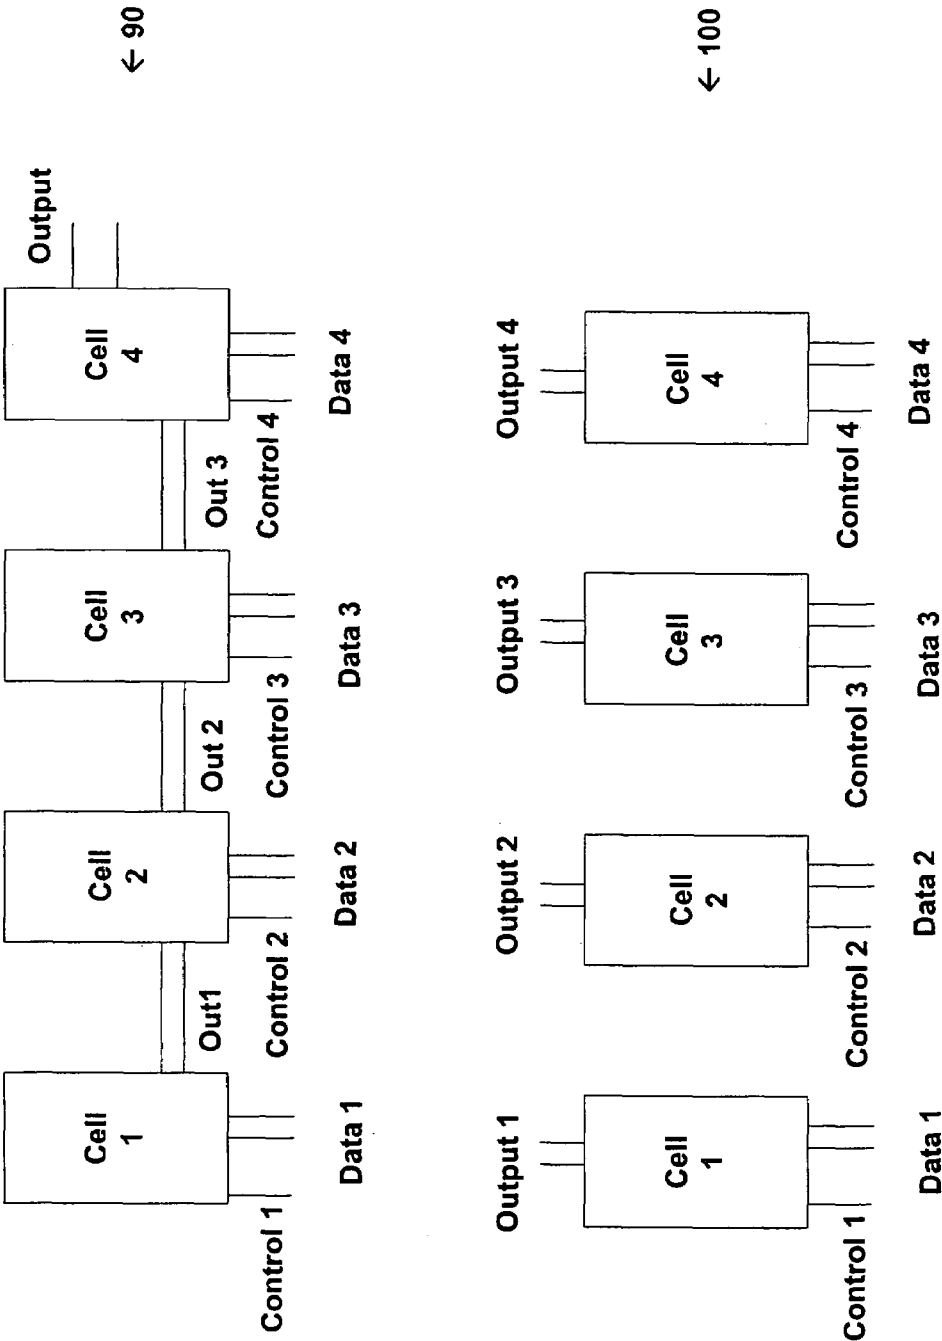 ← 90
Output
Cell 1
Cell 2
Cell 3
Cell 4
Out1
Out 2
Out 3
Control 1
Control 2
Control 3
Control 4
Data 1
Data 2
Data 3
Data 4
← 100
Output 1
Output 2
Output 3
Output 4
Cell 1
Cell 2
Cell 3
Cell 4
Control 1
Control 2
Control 3
Control 4
Data 1
Data 2
Data 3
Data 4